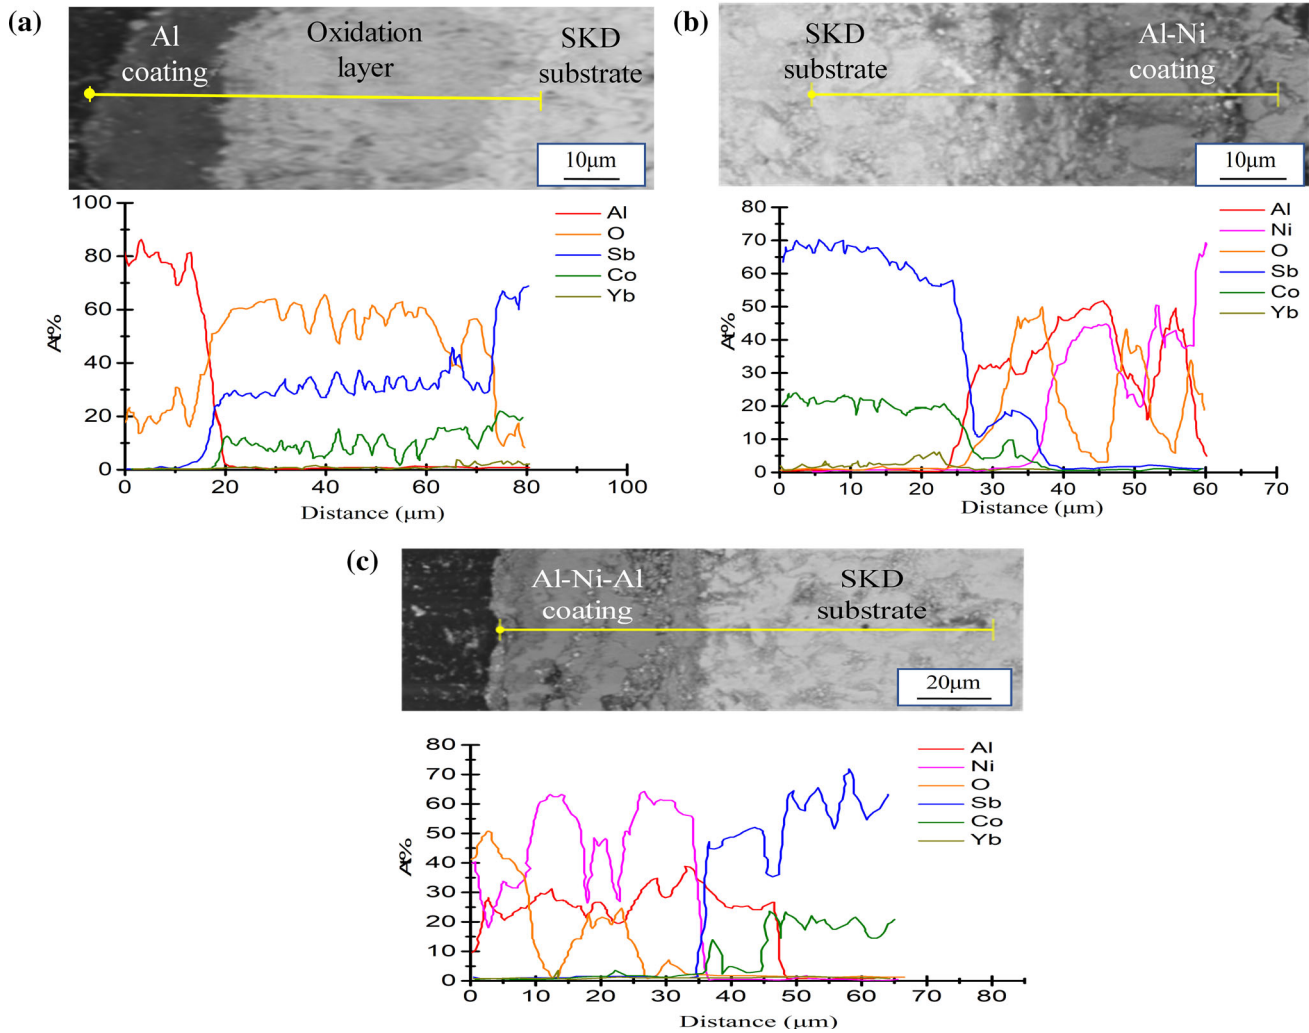 (a)
Al
coating
Oxidation
layer
SKD
substrate
10μm
100
80
60
40
20
0
At%
Al
O
Sb
Co
Yb
0 20 40 60 80 100
Distance (μm)
(b)
SKD
substrate
Al-Ni
coating
10μm
80
70
60
50
40
30
20
10
0
At%
Al
Ni
O
Sb
Co
Yb
0 10 20 30 40 50 60 70
Distance (μm)
(c)
Al-Ni-Al
coating
SKD
substrate
20μm
80
70
60
50
40
30
20
10
0
At%
Al
Ni
O
Sb
Co
Yb
0 10 20 30 40 50 60 70 80
Distance (μm)